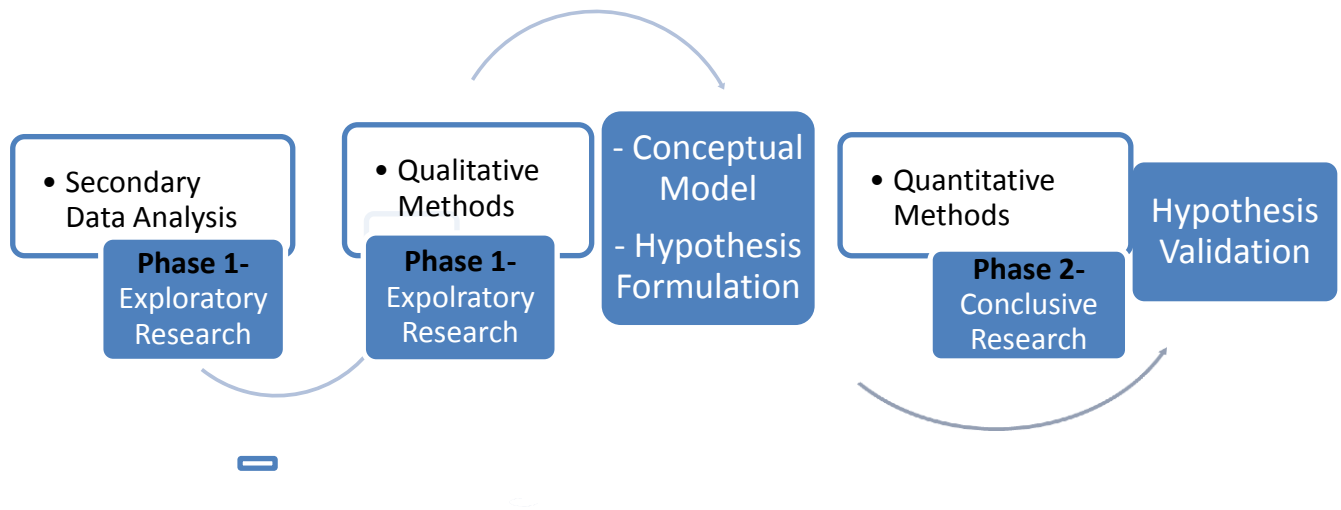 • Secondary
Data Analysis
Phase 1-
Exploratory
Research
• Qualitative
Methods
Phase 1-
Expolratory
Research
- Conceptual
Model
- Hypothesis
Formulation
• Quantitative
Methods
Phase 2-
Conclusive
Research
Hypothesis
Validation